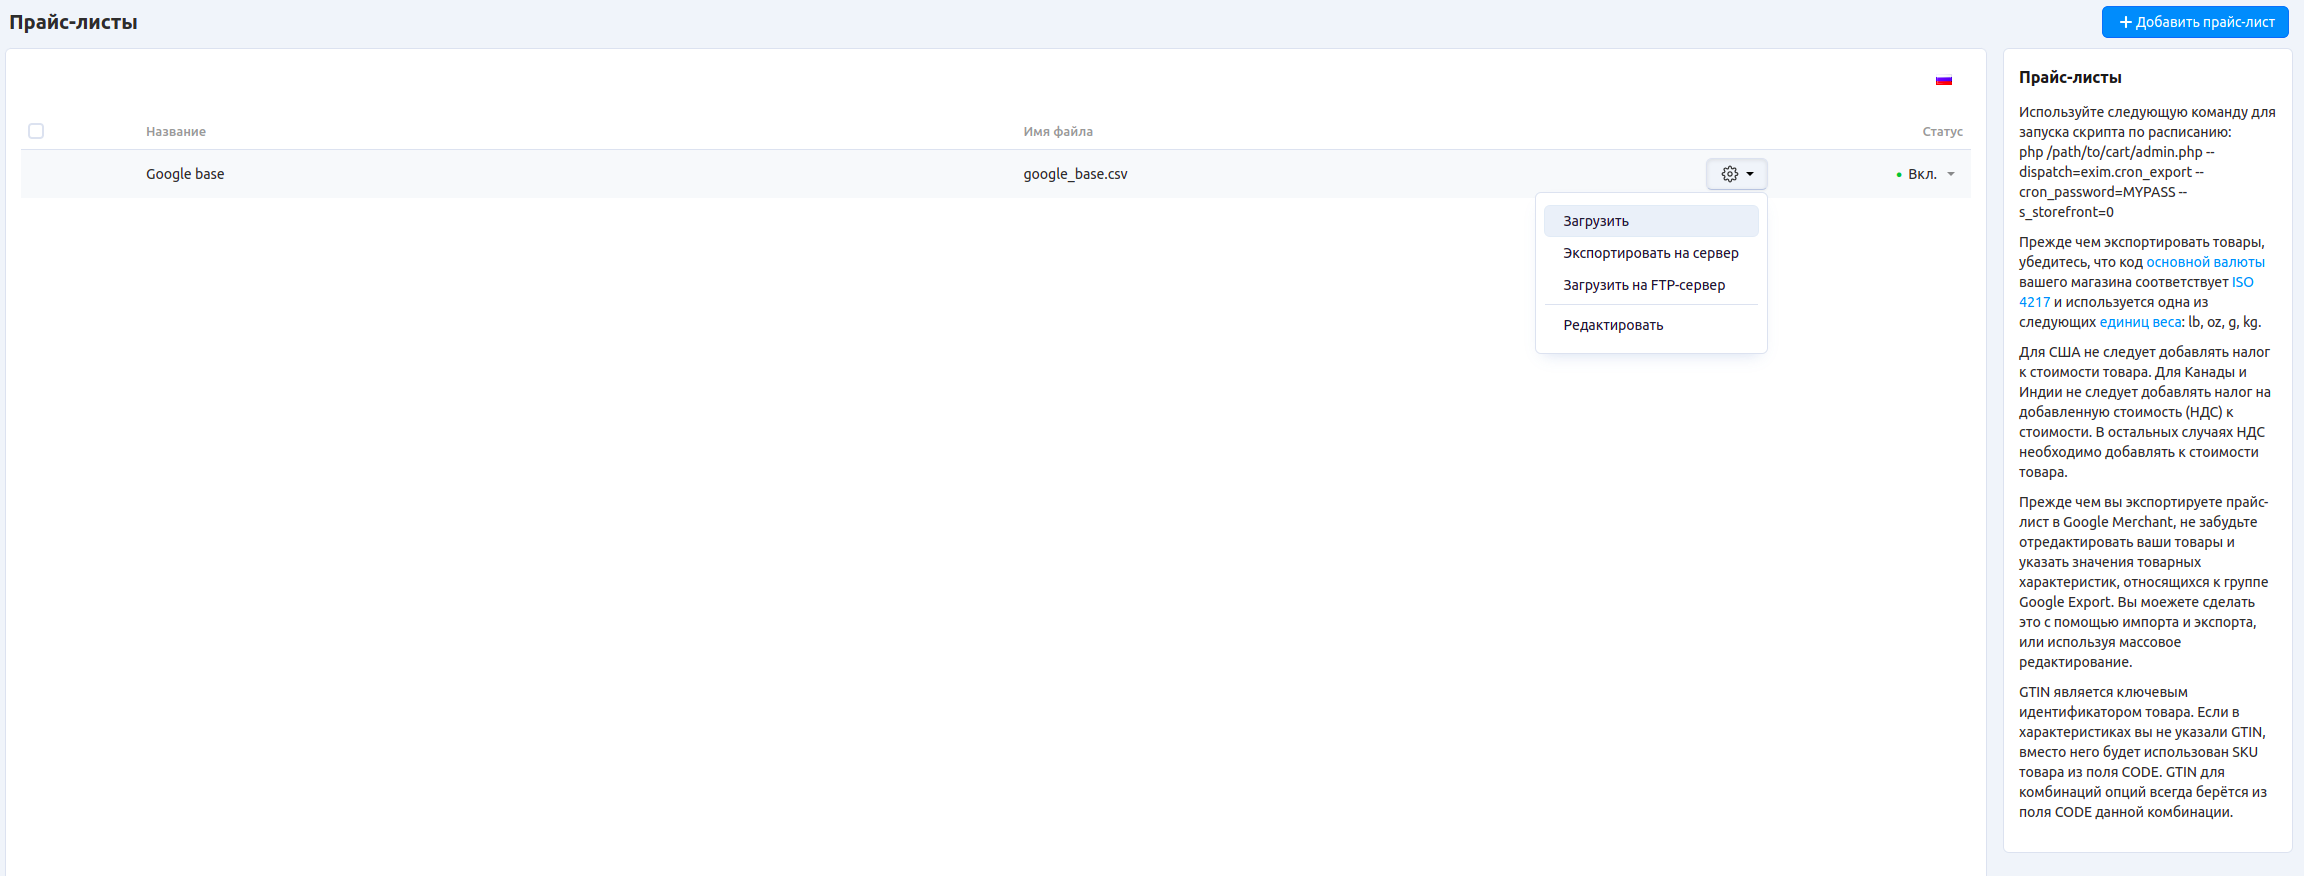 Прайс-листы
+ Добавить прайс-лист
Название
Имя файла
Статус
Google base
google_base.csv
Вкл.
Загрузить
Экспортировать на сервер
Загрузить на FTP-сервер
Редактировать
Прайс-листы
Используйте следующую команду для
запуска скрипта по расписанию:
php /path/to/cart/admin.php --
dispatch=exim.cron_export --
cron_password=MYPASS --
s_storefront=0
Прежде чем экспортировать товары,
убедитесь, что код основной валюты
вашего магазина соответствует ISO
4217 и используется одна из
следующих единиц веса: lb, oz, g, kg.
Для США не следует добавлять налог
к стоимости товара. Для Канады и
Индии не следует добавлять налог на
добавленную стоимость (НДС) к
стоимости. В остальных случаях НДС
необходимо добавлять к стоимости
товара.
Прежде чем вы экспортируете прайс-
лист в Google Merchant, не забудьте
отредактировать ваши товары и
указать значения товарных
характеристик, относящихся к группе
Google Export. Вы моежете сделать
это с помощью импорта и экспорта,
или используя массовое
редактирование.
GTIN является ключевым
идентификатором товара. Если в
характеристиках вы не указали GTIN,
вместо него будет использован SKU
товара из поля CODE. GTIN для
комбинаций опций всегда берётся из
поля CODE данной комбинации.